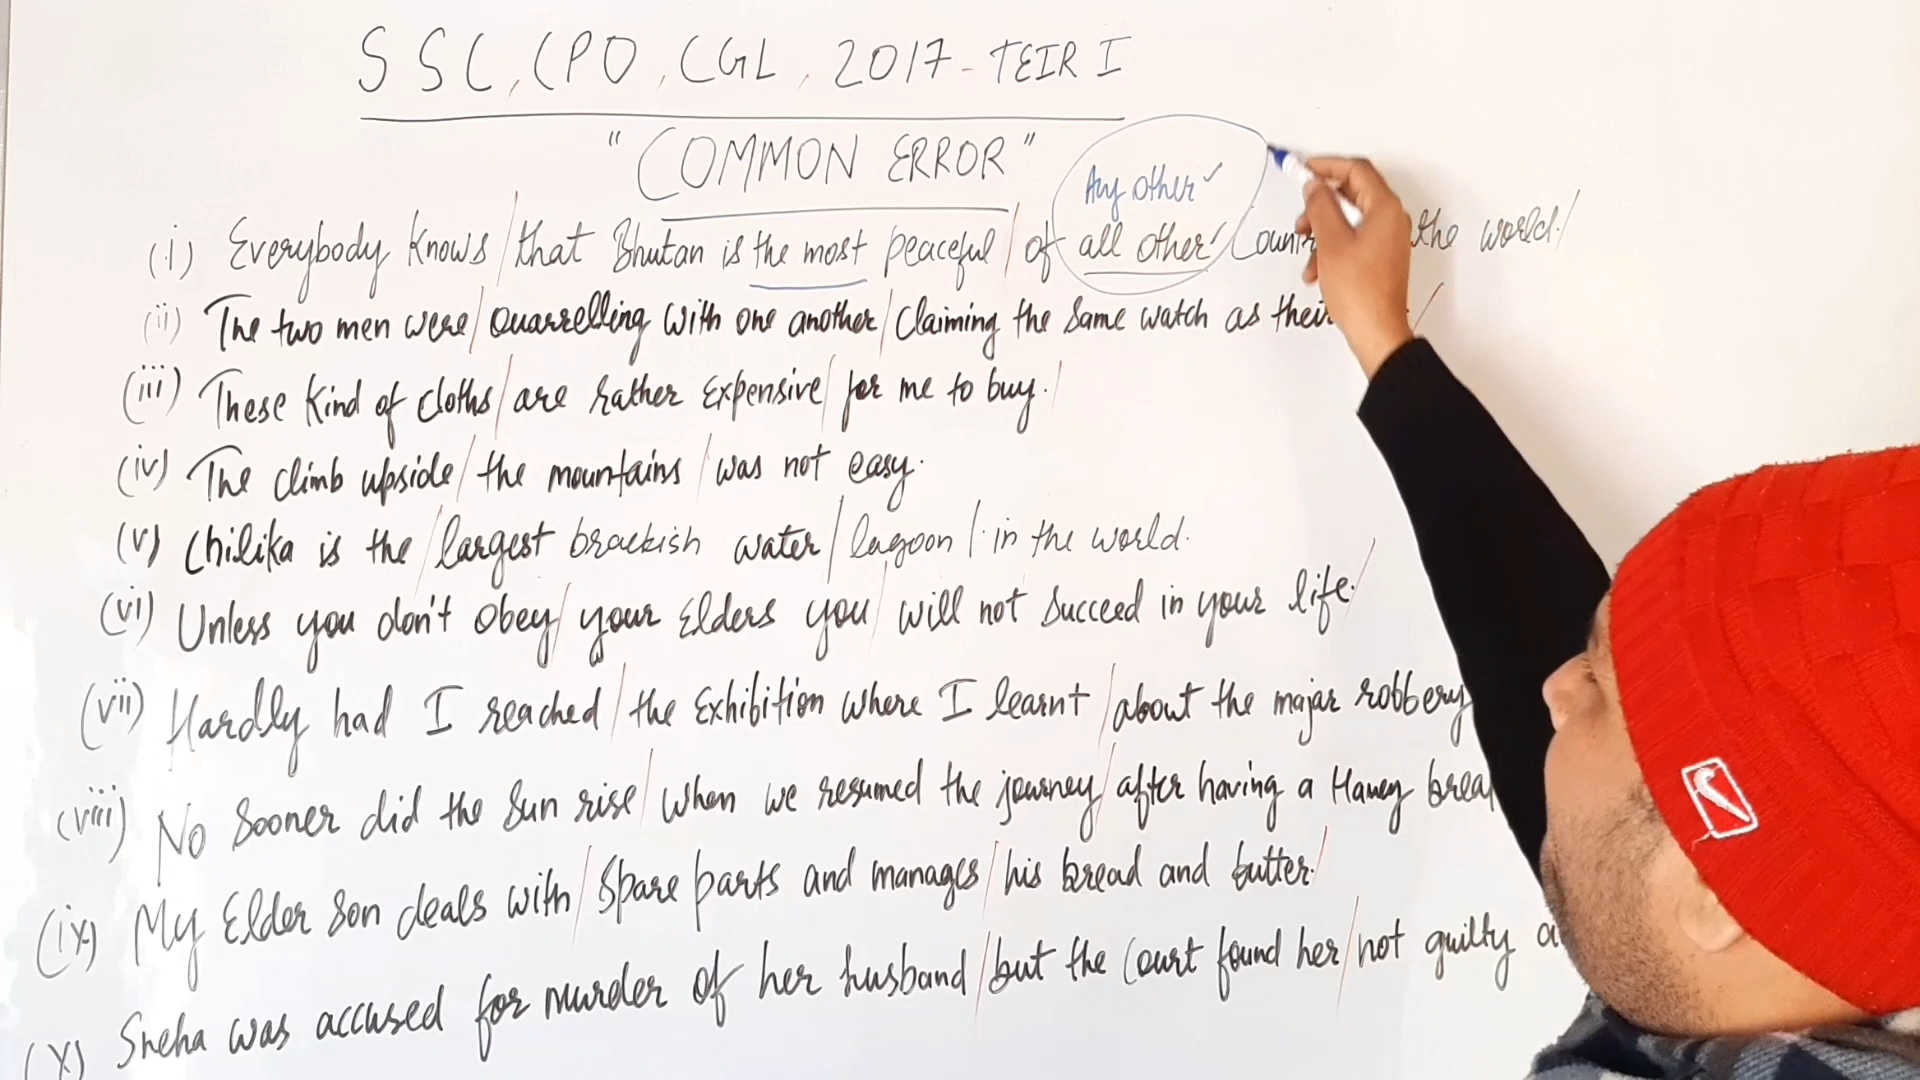 SSC, CPO, CGL, 2017 - TEIR I
"COMMON ERROR"
Any other ✓
(i) Everybody knows / that Bhutan is the most peaceful / of all other the world. /
(ii) The two men were / quarrelling with one another / claiming the same watch as their /
(iii) These kind of cloths / are rather expensive / for me to buy. /
(iv) The climb upside / the mountains / was not easy.
(v) Chilika is the / largest brackish water / lagoon / in the world.
(vi) Unless you don't obey / your elders you / will not succeed in your life. /
(vii) Hardly had I reached / the exhibition where I learnt / about the major robbery
(viii) No sooner did the sun rise / when we resumed the journey / after having a
(ix) My elder son deals with / spare parts and manages / his bread and butter. /
(x) Sneha was accused for murder of her husband / but the court found her / not guilty